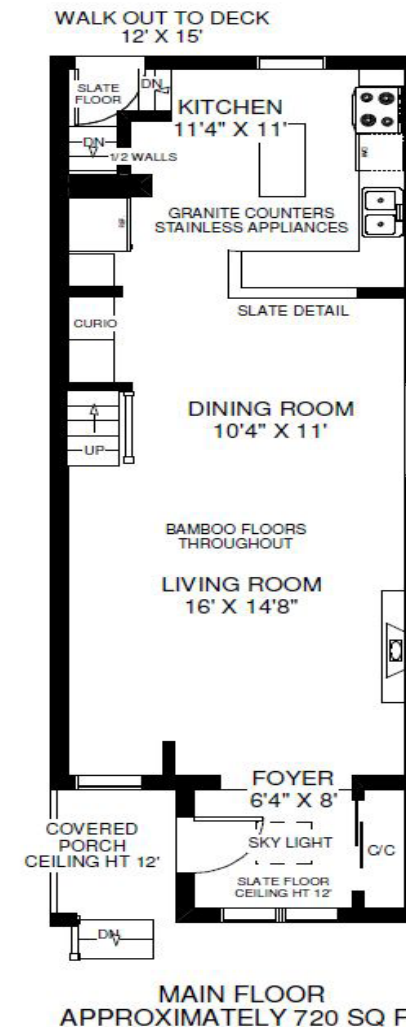 WALK OUT TO DECK
12' X 15'
SLATE
FLOOR
DN
KITCHEN
11'4" X 11'
DN
1/2 WALLS
GRANITE COUNTERS
STAINLESS APPLIANCES
SLATE DETAIL
CURIO
DINING ROOM
10'4" X 11'
UP
BAMBOO FLOORS
THROUGHOUT
LIVING ROOM
16' X 14'8"
FOYER
6'4" X 8'
SKY LIGHT
C/C
SLATE FLOOR
CEILING HT 12'
COVERED
PORCH
CEILING HT 12'
DN
MAIN FLOOR
APPROXIMATELY 720 SQ F